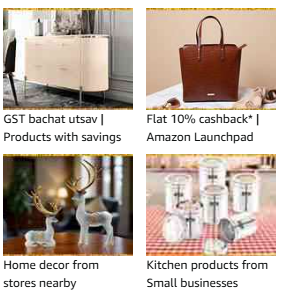 GST bachat utsav |
Products with savings
Flat 10% cashback* |
Amazon Launchpad
Home decor from
stores nearby
Kitchen products from
Small businesses